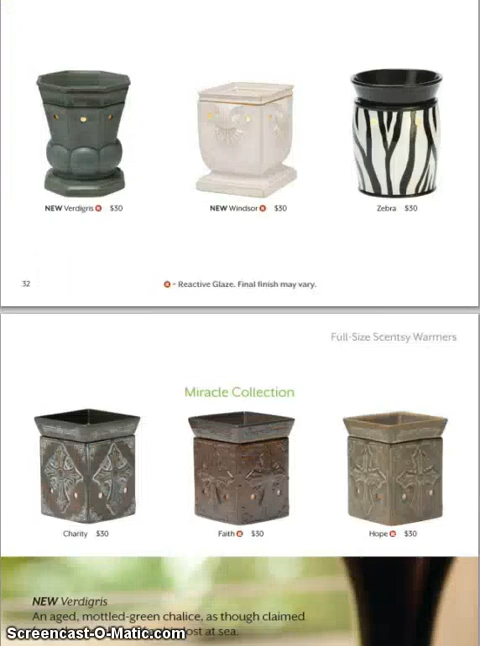 NEW Verdigris R $30
NEW Windsor R $30
Zebra $30
32
R - Reactive Glaze. Final finish may vary.
Full-Size Scentsy Warmers
Miracle Collection
Charity $30
Faith R $30
Hope R $30
NEW Verdigris
An aged, mottled-green chalice, as though claimed
lost at sea.
Screencast-O-Matic.com